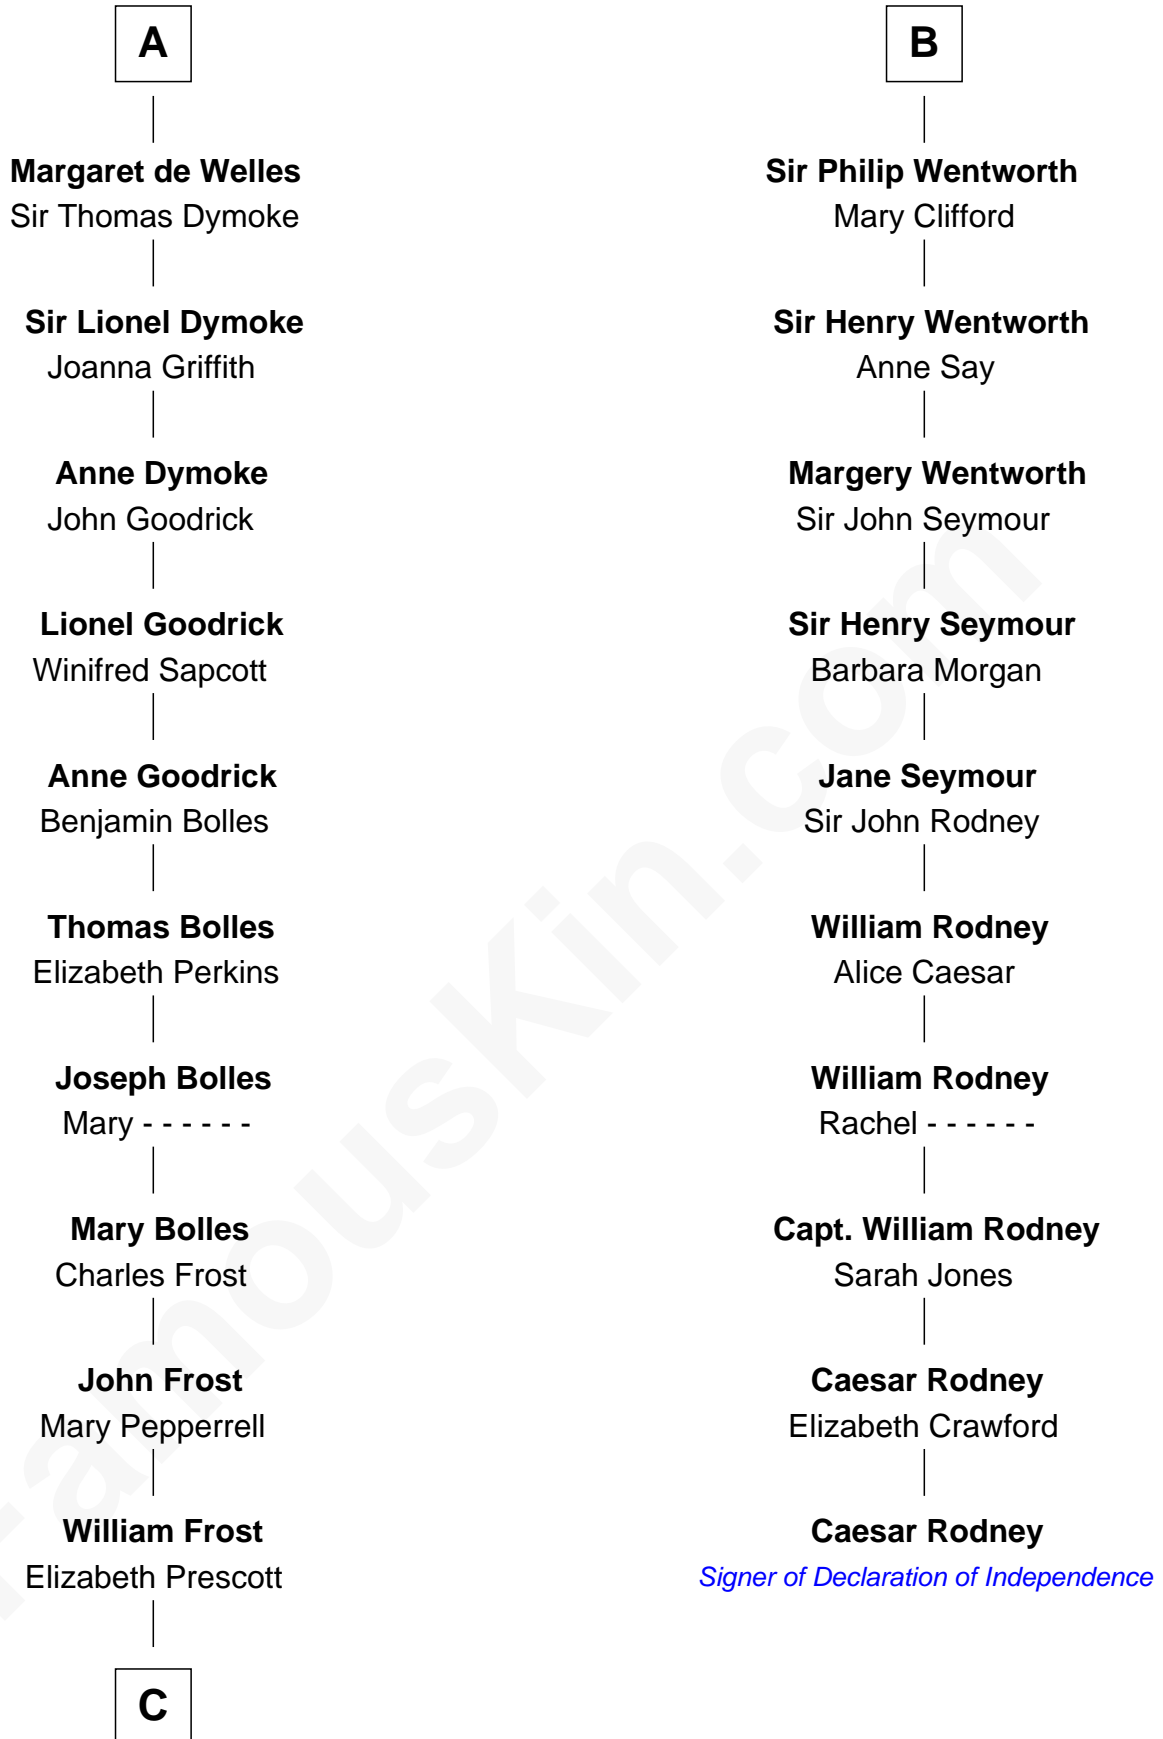 A
Margaret de Welles
Sir Thomas Dymoke
Sir Lionel Dymoke
Joanna Griffith
Anne Dymoke
John Goodrick
Lionel Goodrick
Winifred Sapcott
Anne Goodrick
Benjamin Bolles
Thomas Bolles
Elizabeth Perkins
Joseph Bolles
Mary - - - - - -
Mary Bolles
Charles Frost
John Frost
Mary Pepperrell
William Frost
Elizabeth Prescott
C
B
Sir Philip Wentworth
Mary Clifford
Sir Henry Wentworth
Anne Say
Margery Wentworth
Sir John Seymour
Sir Henry Seymour
Barbara Morgan
Jane Seymour
Sir John Rodney
William Rodney
Alice Caesar
William Rodney
Rachel - - - - - -
Capt. William Rodney
Sarah Jones
Caesar Rodney
Elizabeth Crawford
Caesar Rodney
Signer of Declaration of Independence
FamousKin.com